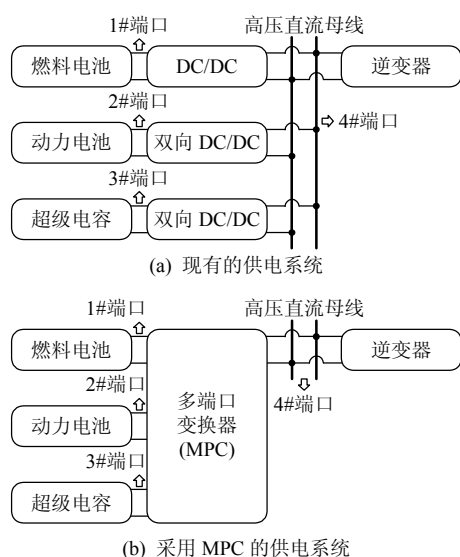 1#端口
高压直流母线
燃料电池
DC/DC
逆变器
2#端口
4#端口
动力电池
双向 DC/DC
3#端口
超级电容
双向 DC/DC
(a) 现有的供电系统
1#端口
高压直流母线
燃料电池
逆变器
2#端口
多端口
变换器
(MPC)
4#端口
动力电池
3#端口
超级电容
(b) 采用 MPC 的供电系统